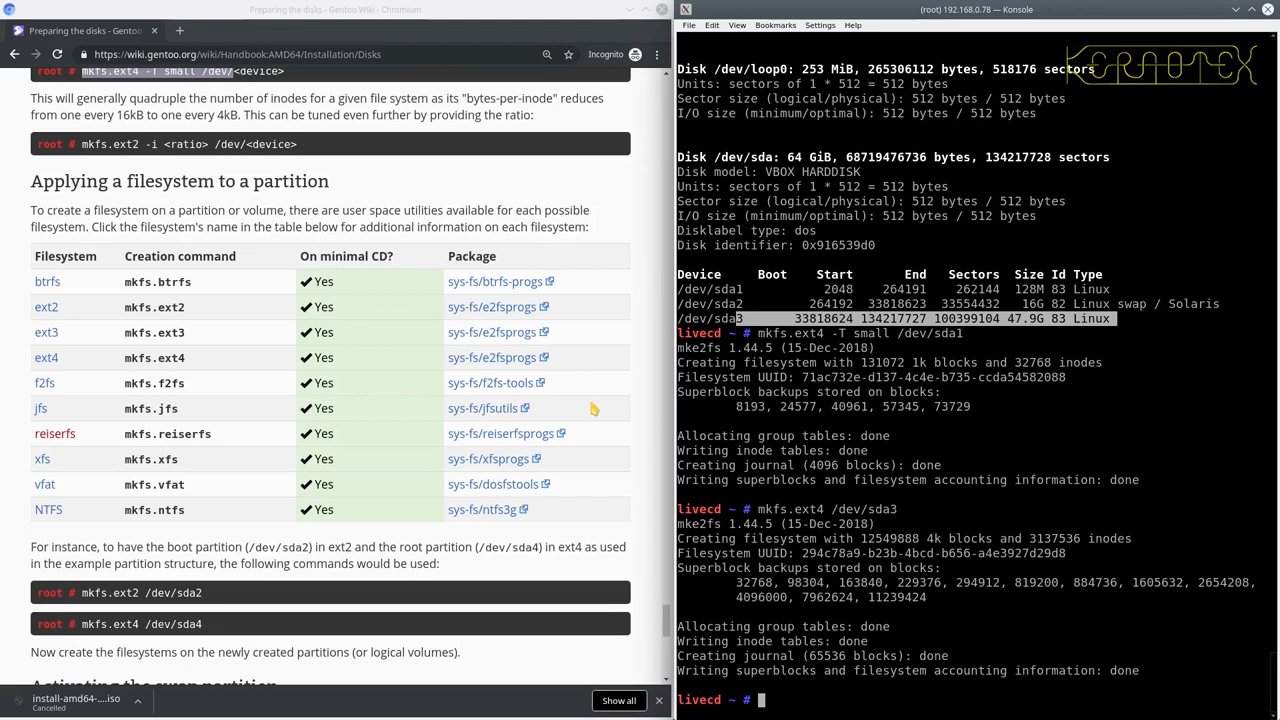 Preparing the disks - Gentoo Wiki - Chromium
Preparing the disks - Gentoo
https://wiki.gentoo.org/wiki/Handbook:AMD64/Installation/Disks
Incognito
root # mkfs.ext4 -T small /dev/<device>
This will generally quadruple the number of inodes for a given file system as its "bytes-per-inode" reduces
from one every 16kB to one every 4kB. This can be tuned even further by providing the ratio:
root # mkfs.ext2 -i <ratio> /dev/<device>
Applying a filesystem to a partition
To create a filesystem on a partition or volume, there are user space utilities available for each possible
filesystem. Click the filesystem's name in the table below for additional information on each filesystem:
Filesystem Creation command On minimal CD? Package
btrfs mkfs.btrfs Yes sys-fs/btrfs-progs
ext2 mkfs.ext2 Yes sys-fs/e2fsprogs
ext3 mkfs.ext3 Yes sys-fs/e2fsprogs
ext4 mkfs.ext4 Yes sys-fs/e2fsprogs
f2fs mkfs.f2fs Yes sys-fs/f2fs-tools
jfs mkfs.jfs Yes sys-fs/jfsutils
reiserfs mkfs.reiserfs Yes sys-fs/reiserfsprogs
xfs mkfs.xfs Yes sys-fs/xfsprogs
vfat mkfs.vfat Yes sys-fs/dosfstools
NTFS mkfs.ntfs Yes sys-fs/ntfs3g
For instance, to have the boot partition (/dev/sda2) in ext2 and the root partition (/dev/sda4) in ext4 as used
in the example partition structure, the following commands would be used:
root # mkfs.ext2 /dev/sda2
root # mkfs.ext4 /dev/sda4
Now create the filesystems on the newly created partitions (or logical volumes).
Activating the swap partition
install-amd64-....iso
Cancelled
Show all
(root) 192.168.0.78 — Konsole
File Edit View Bookmarks Settings Help
KERAOTEX
Disk /dev/loop0: 253 MiB, 265306112 bytes, 518176 sectors
Units: sectors of 1 * 512 = 512 bytes
Sector size (logical/physical): 512 bytes / 512 bytes
I/O size (minimum/optimal): 512 bytes / 512 bytes
Disk /dev/sda: 64 GiB, 68719476736 bytes, 134217728 sectors
Disk model: VBOX HARDDISK
Units: sectors of 1 * 512 = 512 bytes
Sector size (logical/physical): 512 bytes / 512 bytes
I/O size (minimum/optimal): 512 bytes / 512 bytes
Disklabel type: dos
Disk identifier: 0x916539d0
Device Boot Start End Sectors Size Id Type
/dev/sda1 2048 264191 262144 128M 83 Linux
/dev/sda2 264192 33818623 33554432 16G 82 Linux swap / Solaris
/dev/sda3 33818624 134217727 100399104 47.9G 83 Linux
livecd ~ # mkfs.ext4 -T small /dev/sda1
mke2fs 1.44.5 (15-Dec-2018)
Creating filesystem with 131072 1k blocks and 32768 inodes
Filesystem UUID: 71ac732e-d137-4c4e-b735-ccda54582088
Superblock backups stored on blocks:
8193, 24577, 40961, 57345, 73729
Allocating group tables: done
Writing inode tables: done
Creating journal (4096 blocks): done
Writing superblocks and filesystem accounting information: done
livecd ~ # mkfs.ext4 /dev/sda3
mke2fs 1.44.5 (15-Dec-2018)
Creating filesystem with 12549888 4k blocks and 3137536 inodes
Filesystem UUID: 294c78a9-b23b-4bcd-b656-a4e3927d29d8
Superblock backups stored on blocks:
32768, 98304, 163840, 229376, 294912, 819200, 884736, 1605632, 2654208,
4096000, 7962624, 11239424
Allocating group tables: done
Writing inode tables: done
Creating journal (65536 blocks): done
Writing superblocks and filesystem accounting information: done
livecd ~ #